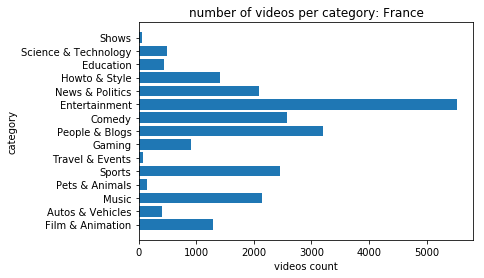 number of videos per category: France
Shows
Science & Technology
Education
Howto & Style
News & Politics
Entertainment
Comedy
People & Blogs
Gaming
Travel & Events
Sports
Pets & Animals
Music
Autos & Vehicles
Film & Animation
category
0 1000 2000 3000 4000 5000
videos count